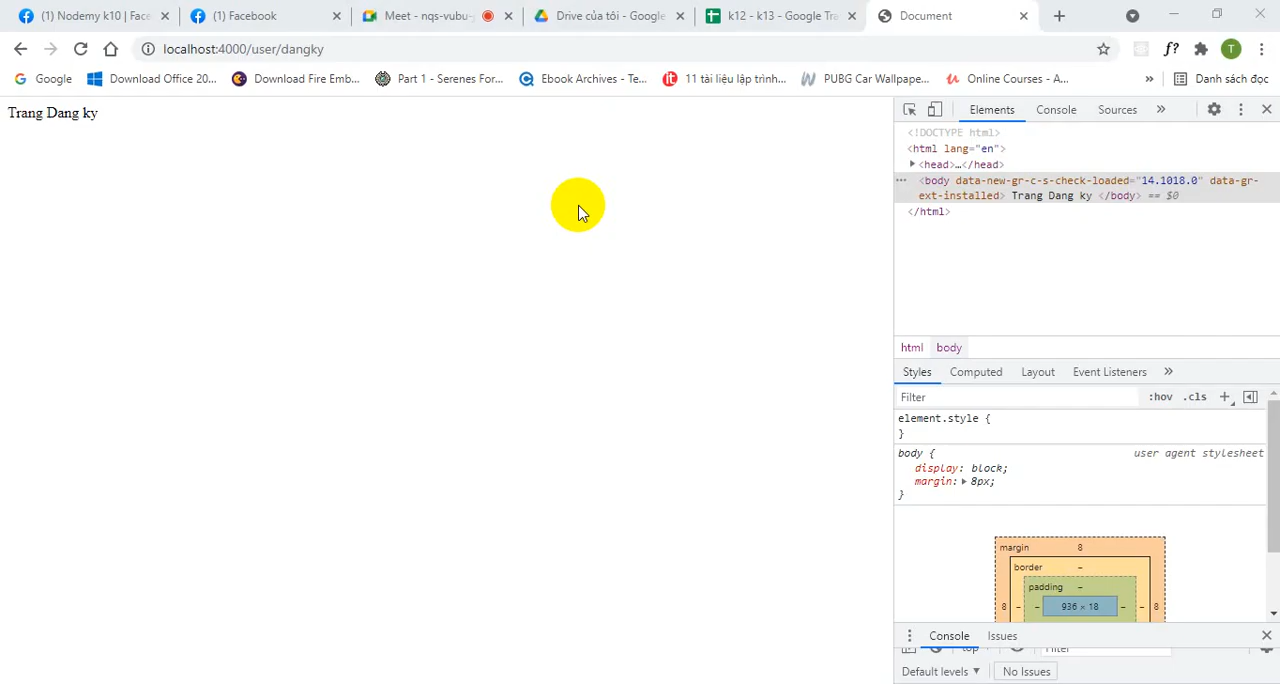 (1) Nodemy k10 | Face
(1) Facebook
Meet - nqs-vubu-
Drive của tôi - Google
k12 - k13 - Google Tra
Document
localhost:4000/user/dangky
f?
T
Google
Download Office 20...
Download Fire Emb...
Part 1 - Serenes For...
Ebook Archives - Te...
11 tài liệu lập trình...
PUBG Car Wallpape...
Online Courses - A...
»
Danh sách đọc
Trang Dang ky
Elements
Console
Sources
»
<!DOCTYPE html>
<html lang="en">
<head>…</head>
<body data-new-gr-c-s-check-loaded="14.1018.0" data-gr-
ext-installed> Trang Dang ky </body> == $0
</html>
html
body
Styles
Computed
Layout
Event Listeners
»
Filter
:hov
.cls
+
element.style {
}
body {
user agent stylesheet
display: block;
margin: 8px;
}
margin
8
border
–
padding
–
8
–
–
936 × 18
–
–
8
Console
Issues
top
Filter
Default levels
No Issues